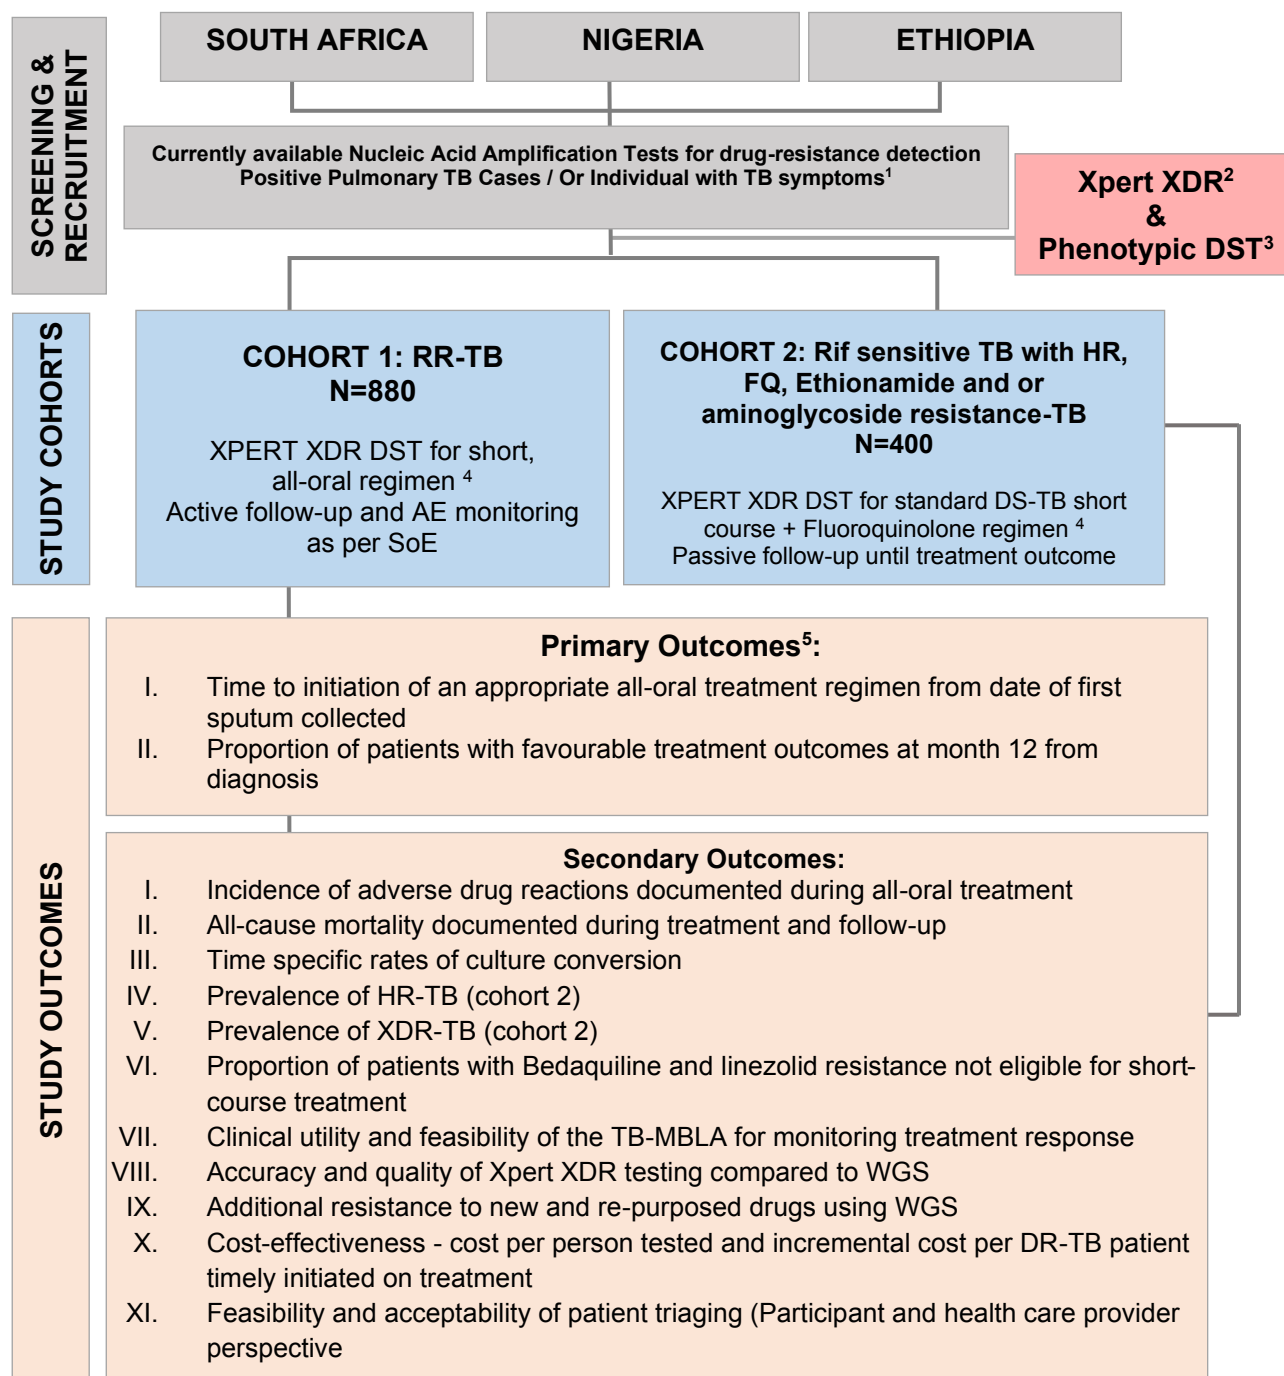 SCREENING &
RECRUITMENT
SOUTH AFRICA
NIGERIA
ETHIOPIA
Currently available Nucleic Acid Amplification Tests for drug-resistance detection
Positive Pulmonary TB Cases / Or Individual with TB symptoms¹
Xpert XDR²
&
Phenotypic DST³
STUDY COHORTS
COHORT 1: RR-TB
N=880
XPERT XDR DST for short,
all-oral regimen ⁴
Active follow-up and AE monitoring
as per SoE
COHORT 2: Rif sensitive TB with HR,
FQ, Ethionamide and or
aminoglycoside resistance-TB
N=400
XPERT XDR DST for standard DS-TB short
course + Fluoroquinolone regimen ⁴
Passive follow-up until treatment outcome
STUDY OUTCOMES
Primary Outcomes⁵:
I. Time to initiation of an appropriate all-oral treatment regimen from date of first
sputum collected
II. Proportion of patients with favourable treatment outcomes at month 12 from
diagnosis
Secondary Outcomes:
I. Incidence of adverse drug reactions documented during all-oral treatment
II. All-cause mortality documented during treatment and follow-up
III. Time specific rates of culture conversion
IV. Prevalence of HR-TB (cohort 2)
V. Prevalence of XDR-TB (cohort 2)
VI. Proportion of patients with Bedaquiline and linezolid resistance not eligible for short-
course treatment
VII. Clinical utility and feasibility of the TB-MBLA for monitoring treatment response
VIII. Accuracy and quality of Xpert XDR testing compared to WGS
IX. Additional resistance to new and re-purposed drugs using WGS
X. Cost-effectiveness - cost per person tested and incremental cost per DR-TB patient
timely initiated on treatment
XI. Feasibility and acceptability of patient triaging (Participant and health care provider
perspective